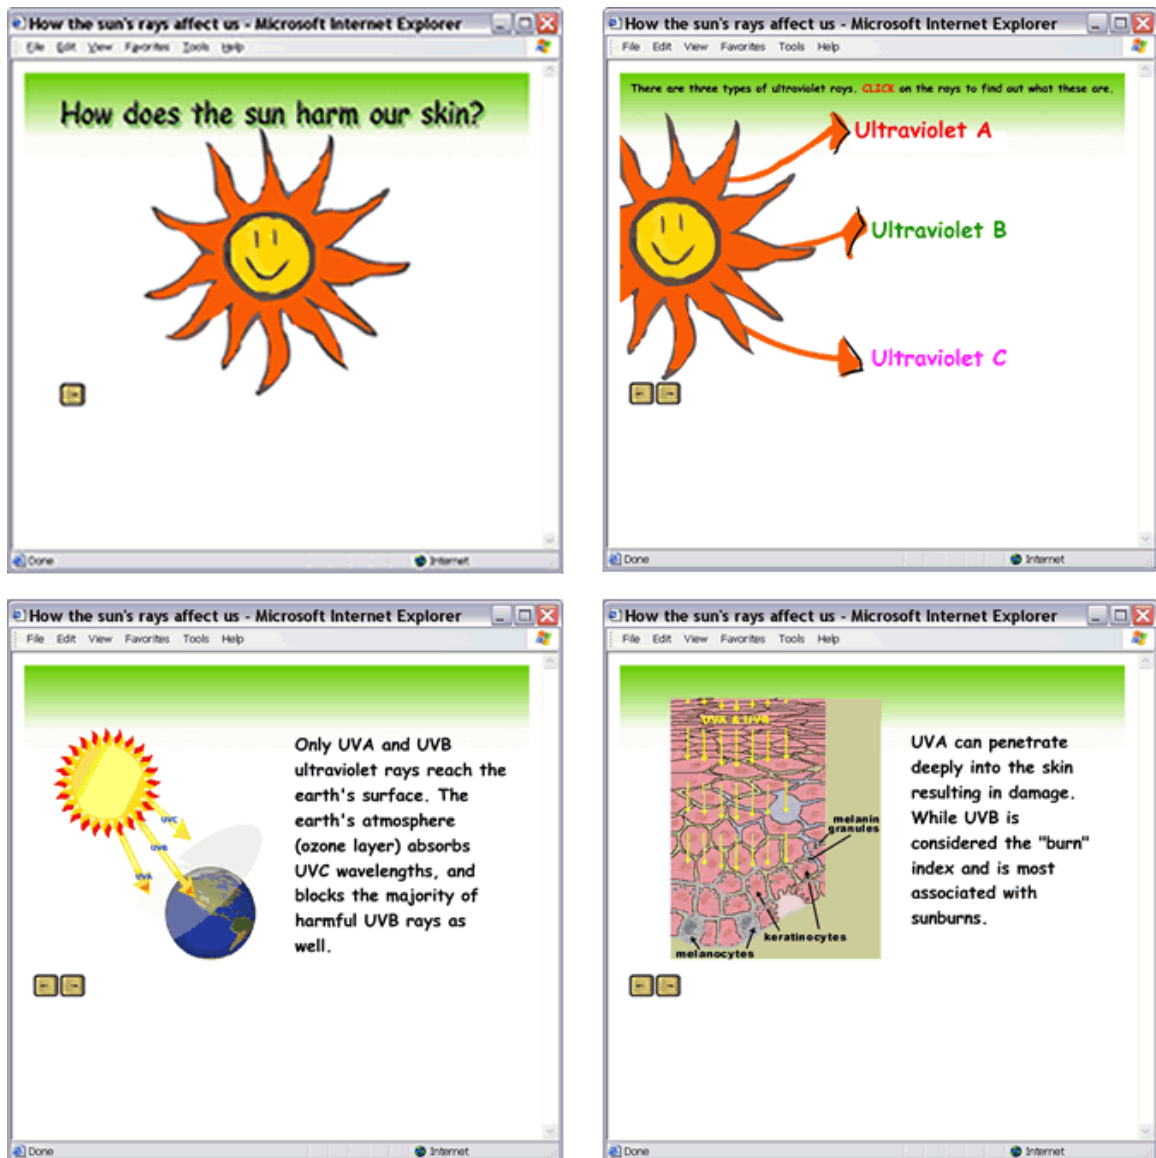 How the sun's rays affect us - Microsoft Internet Explorer
File Edit View Favorites Tools Help
How does the sun harm our skin?
Done
Internet
How the sun's rays affect us - Microsoft Internet Explorer
File Edit View Favorites Tools Help
There are three types of ultraviolet rays. CLICK on the rays to find out what these are.
Ultraviolet A
Ultraviolet B
Ultraviolet C
Done
Internet
How the sun's rays affect us - Microsoft Internet Explorer
File Edit View Favorites Tools Help
UVC
UVB
UVA
Only UVA and UVB
ultraviolet rays reach the
earth's surface. The
earth's atmosphere
(ozone layer) absorbs
UVC wavelengths, and
blocks the majority of
harmful UVB rays as
well.
Done
Internet
How the sun's rays affect us - Microsoft Internet Explorer
File Edit View Favorites Tools Help
UVA & UVB
melanin
granules
keratinocytes
melanocytes
UVA can penetrate
deeply into the skin
resulting in damage.
While UVB is
considered the "burn"
index and is most
associated with
sunburns.
Done
Internet